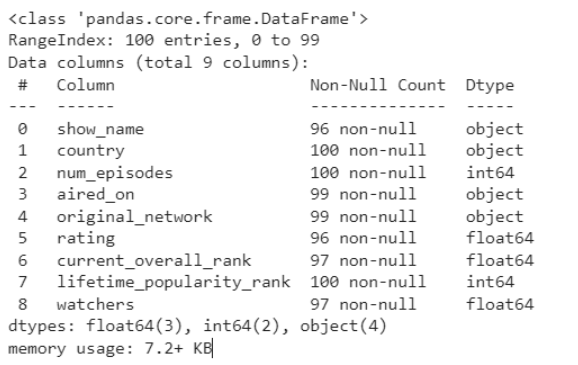 <class 'pandas.core.frame.DataFrame'>
RangeIndex: 100 entries, 0 to 99
Data columns (total 9 columns):
 #   Column                    Non-Null Count  Dtype
---  ------                    --------------  -----
 0   show_name                 96 non-null     object
 1   country                   100 non-null    object
 2   num_episodes              100 non-null    int64
 3   aired_on                  99 non-null     object
 4   original_network          99 non-null     object
 5   rating                    96 non-null     float64
 6   current_overall_rank      97 non-null     float64
 7   lifetime_popularity_rank  100 non-null    int64
 8   watchers                  97 non-null     float64
dtypes: float64(3), int64(2), object(4)
memory usage: 7.2+ KB